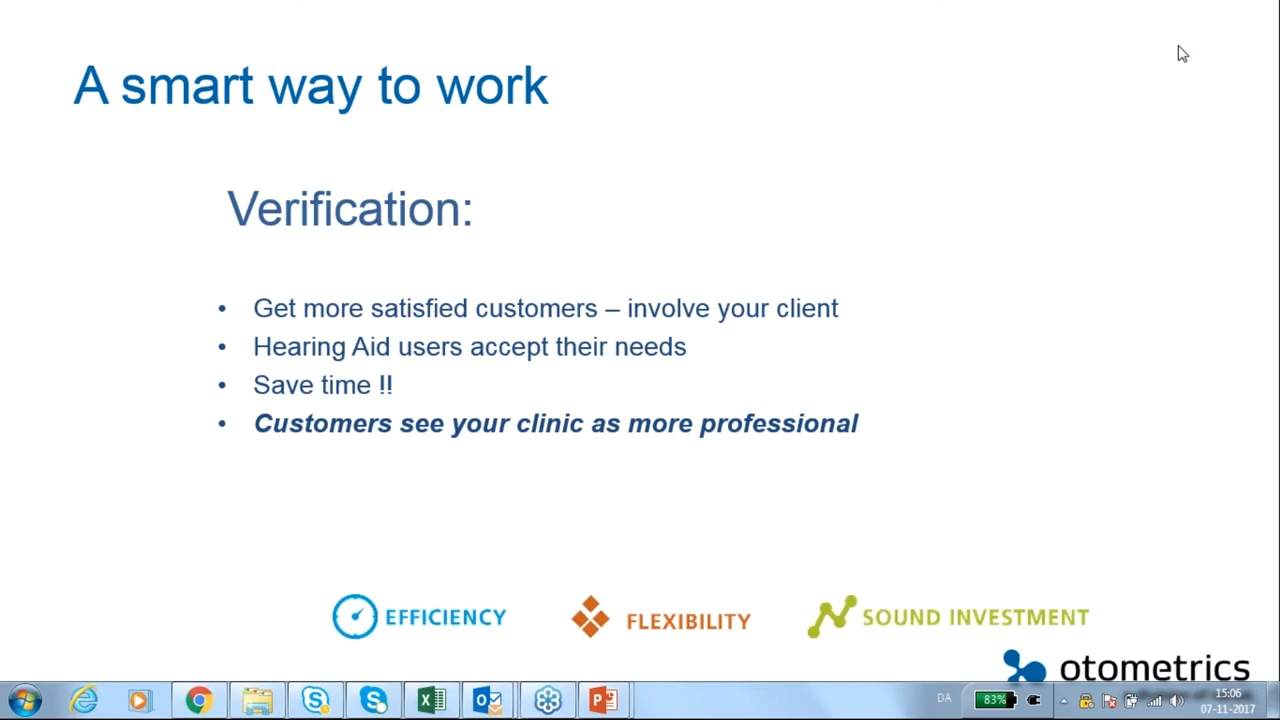 A smart way to work
Verification:
• Get more satisfied customers – involve your client
• Hearing Aid users accept their needs
• Save time !!
• Customers see your clinic as more professional
EFFICIENCY
FLEXIBILITY
SOUND INVESTMENT
otometrics
DA
83%
15:06
07-11-2017